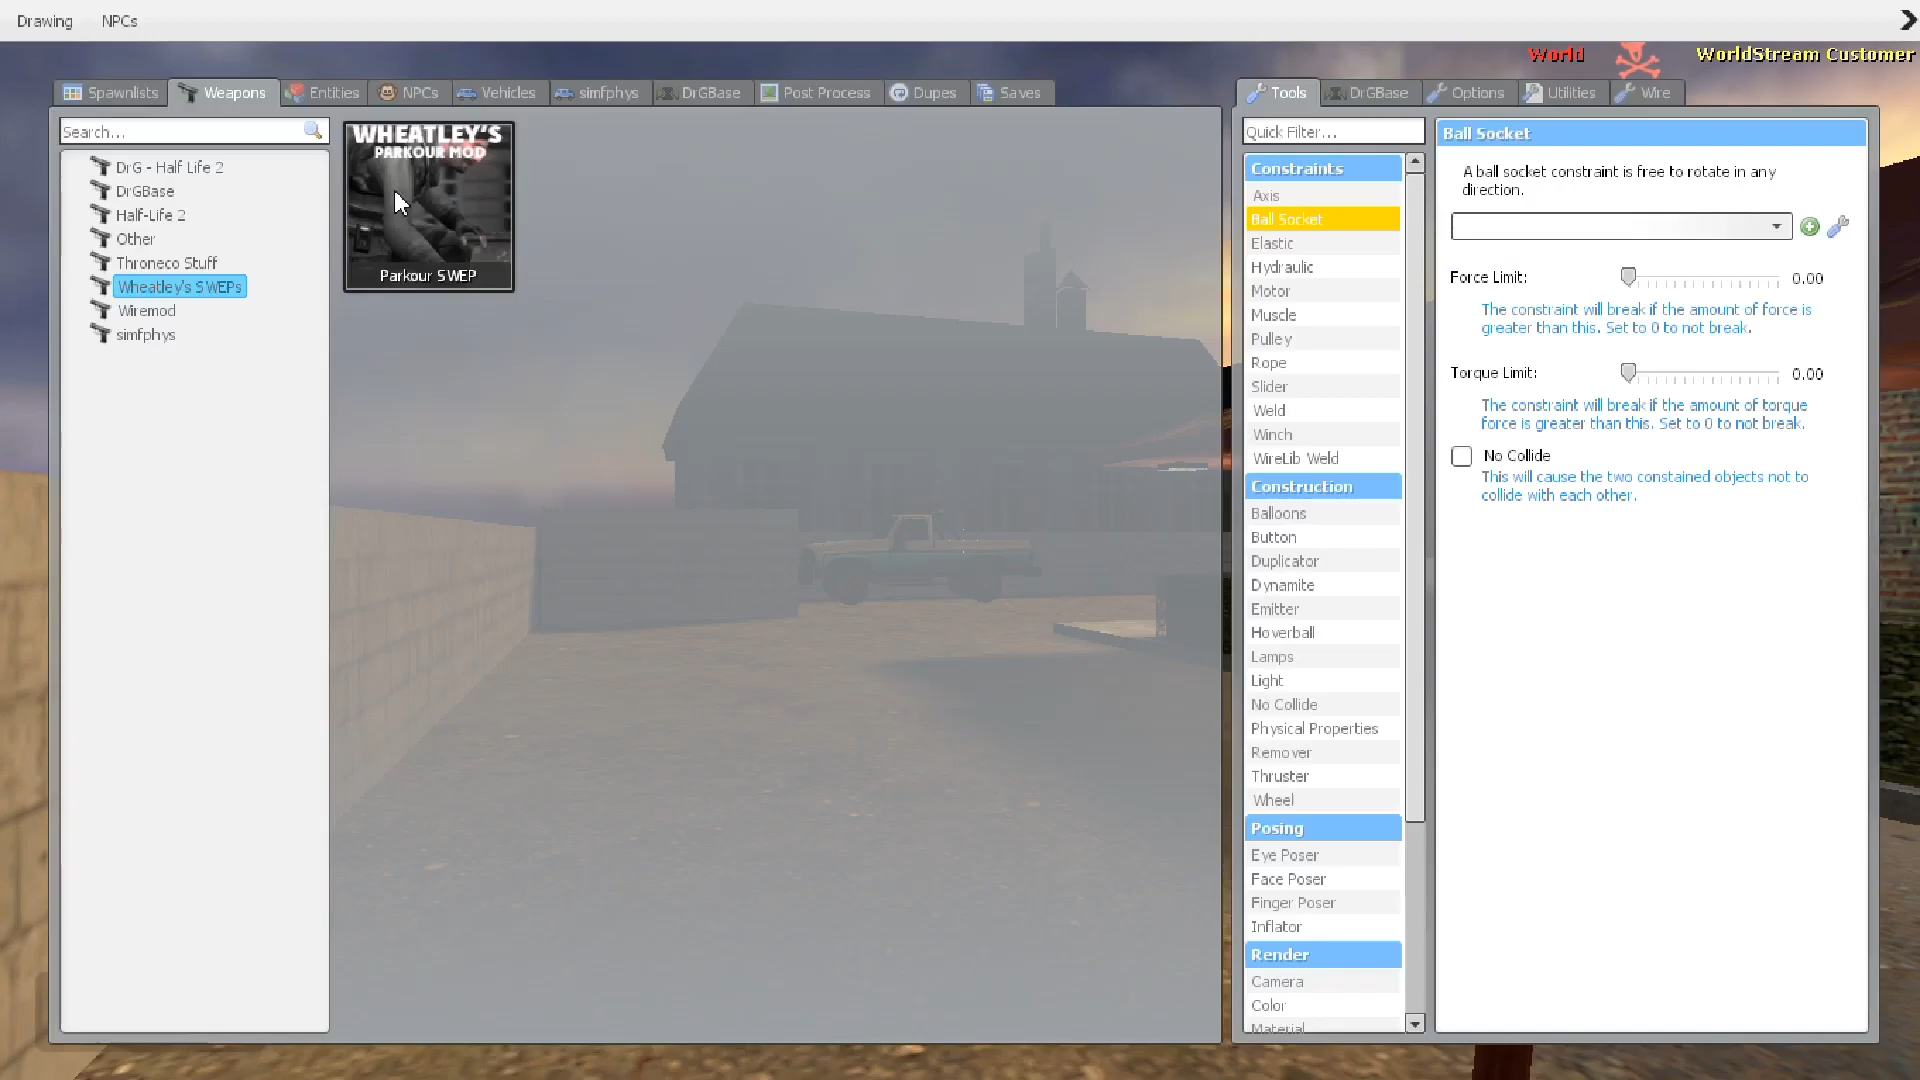 Drawing NPCs
World WorldStream Customer
Spawnlists Weapons Entities NPCs Vehicles simfphys DrGBase Post Process Dupes Saves
Search...
DrG - Half Life 2
DrGBase
Half-Life 2
Other
Throneco Stuff
Wheatley's SWEPs
Wiremod
simfphys
WHEATLEY'S
PARKOUR MOD
Parkour SWEP
Tools DrGBase Options Utilities Wire
Quick Filter...
Constraints
Axis
Ball Socket
Elastic
Hydraulic
Motor
Muscle
Pulley
Rope
Slider
Weld
Winch
WireLib Weld
Construction
Balloons
Button
Duplicator
Dynamite
Emitter
Hoverball
Lamps
Light
No Collide
Physical Properties
Remover
Thruster
Wheel
Posing
Eye Poser
Face Poser
Finger Poser
Inflator
Render
Camera
Color
Material
Ball Socket
A ball socket constraint is free to rotate in any
direction.
Force Limit: 0.00
The constraint will break if the amount of force is
greater than this. Set to 0 to not break.
Torque Limit: 0.00
The constraint will break if the amount of torque
force is greater than this. Set to 0 to not break.
No Collide
This will cause the two constained objects not to
collide with each other.